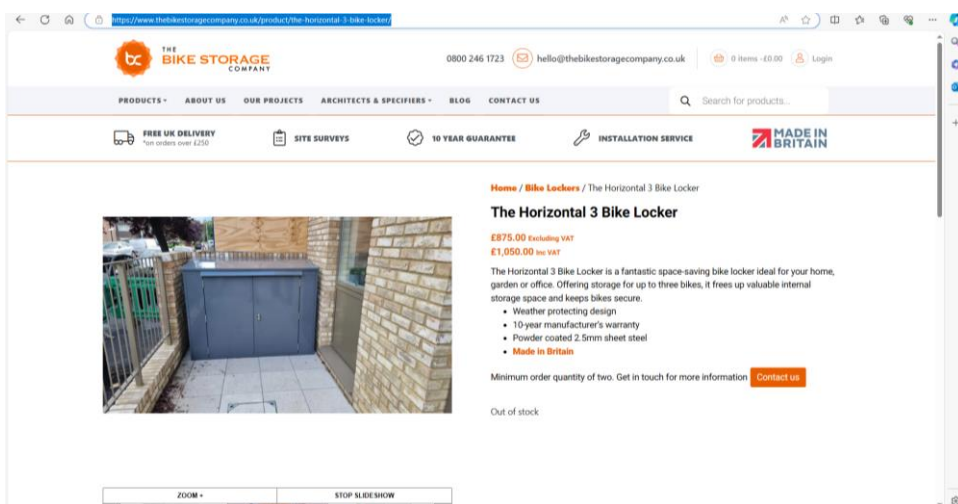 https://www.thebikestoragecompany.co.uk/product/the-horizontal-3-bike-locker/
bc
THE
BIKE STORAGE
COMPANY
0800 246 1723
hello@thebikestoragecompany.co.uk
0 items -£0.00
Login
PRODUCTS
ABOUT US
OUR PROJECTS
ARCHITECTS & SPECIFIERS
BLOG
CONTACT US
Search for products...
FREE UK DELIVERY
*on orders over £250
SITE SURVEYS
10 YEAR GUARANTEE
INSTALLATION SERVICE
MADE IN
BRITAIN
Home / Bike Lockers / The Horizontal 3 Bike Locker
The Horizontal 3 Bike Locker
£875.00 Excluding VAT
£1,050.00 Inc VAT
The Horizontal 3 Bike Locker is a fantastic space-saving bike locker ideal for your home,
garden or office. Offering storage for up to three bikes, it frees up valuable internal
storage space and keeps bikes secure.
• Weather protecting design
• 10-year manufacturer's warranty
• Powder coated 2.5mm sheet steel
• Made in Britain
Minimum order quantity of two. Get in touch for more information
Contact us
Out of stock
ZOOM +
STOP SLIDESHOW